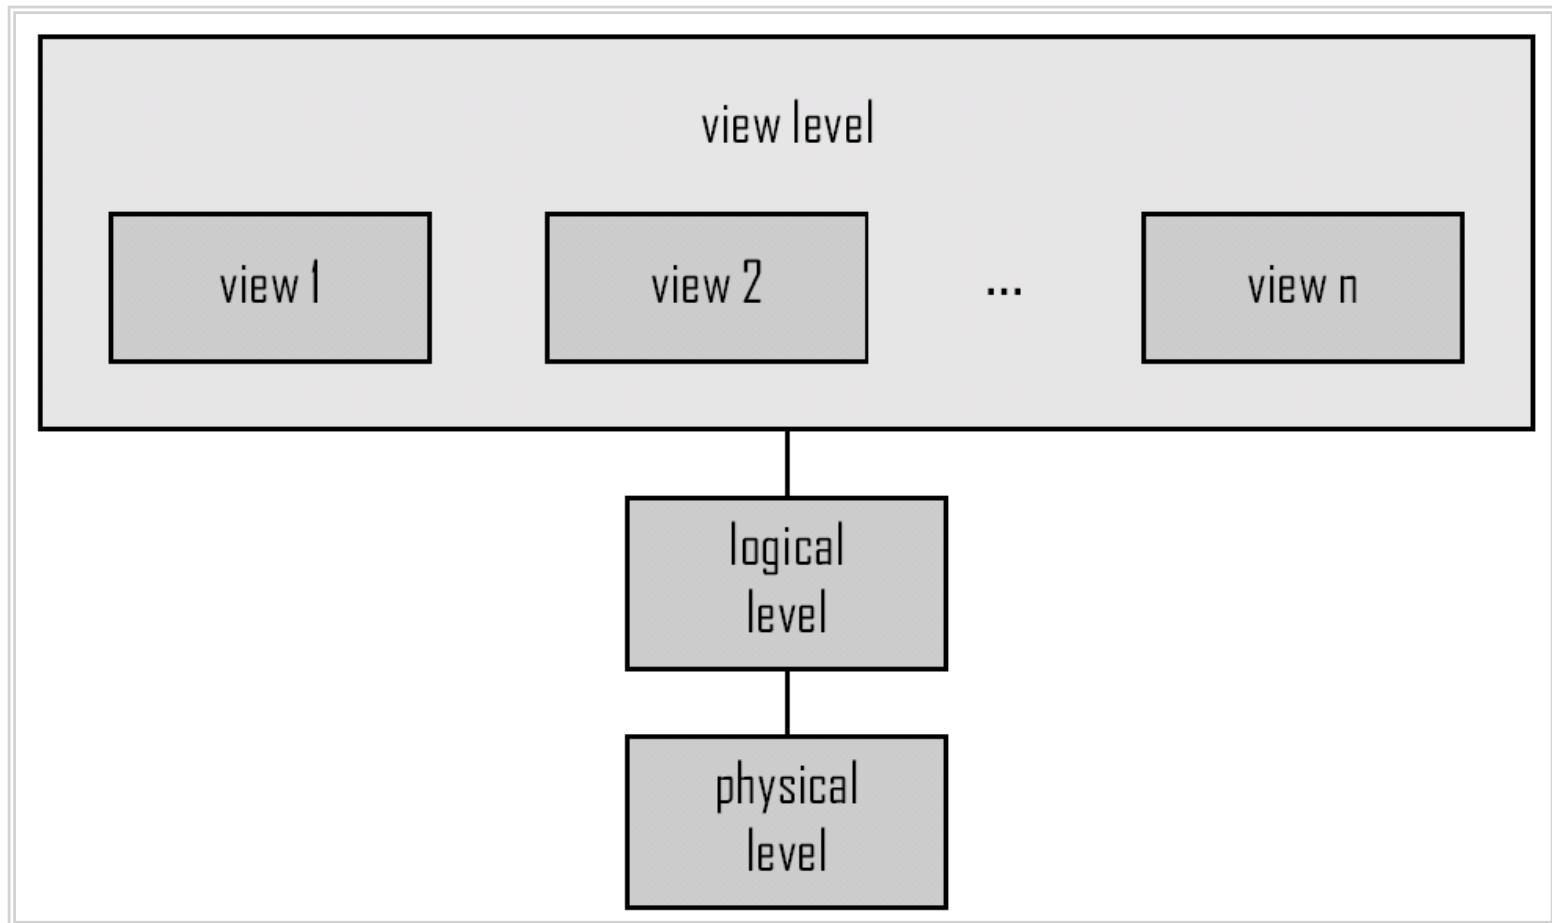 view level
view 1
view 2
...
view n
logical
level
physical
level